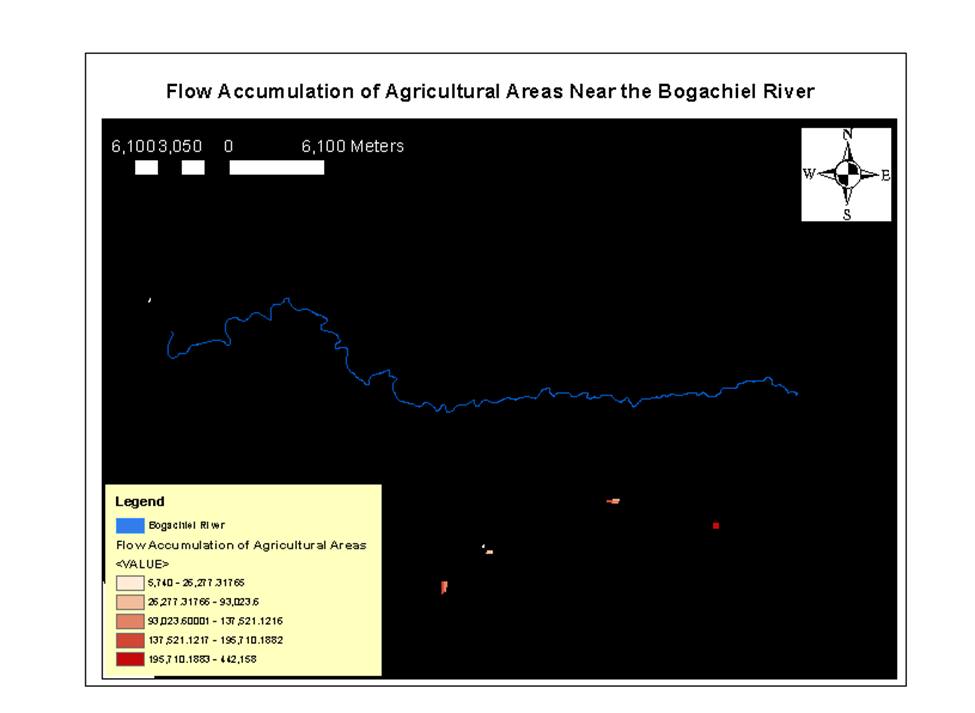 Flow Accumulation of Agricultural Areas Near the Bogachiel River
6,100 3,050 0 6,100 Meters
N
W E
S
Legend
Bogachiel River
Flow Accumulation of Agricultural Areas
<VALUE>
5,740 - 26,277.31765
26,277.31766 - 93,023.6
93,023.60001 - 137,521.1216
137,521.1217 - 195,710.1882
195,710.1883 - 442,158